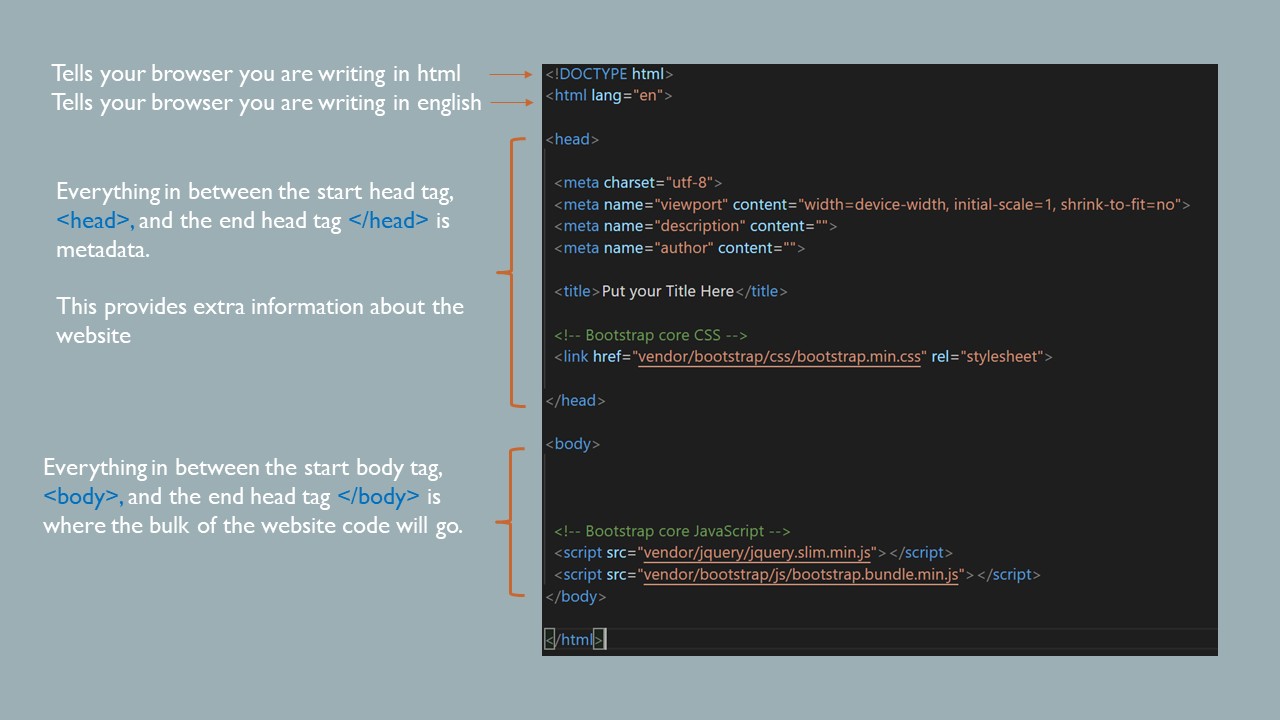 Tells your browser you are writing in html
Tells your browser you are writing in english
Everything in between the start head tag,
<head>, and the end head tag </head> is
metadata.
This provides extra information about the
website
Everything in between the start body tag,
<body>, and the end head tag </body> is
where the bulk of the website code will go.
<!DOCTYPE html>
<html lang="en">
<head>
<meta charset="utf-8">
<meta name="viewport" content="width=device-width, initial-scale=1, shrink-to-fit=no">
<meta name="description" content="">
<meta name="author" content="">
<title>Put your Title Here</title>
<!-- Bootstrap core CSS -->
<link href="vendor/bootstrap/css/bootstrap.min.css" rel="stylesheet">
</head>
<body>
<!-- Bootstrap core JavaScript -->
<script src="vendor/jquery/jquery.slim.min.js"></script>
<script src="vendor/bootstrap/js/bootstrap.bundle.min.js"></script>
</body>
</html>